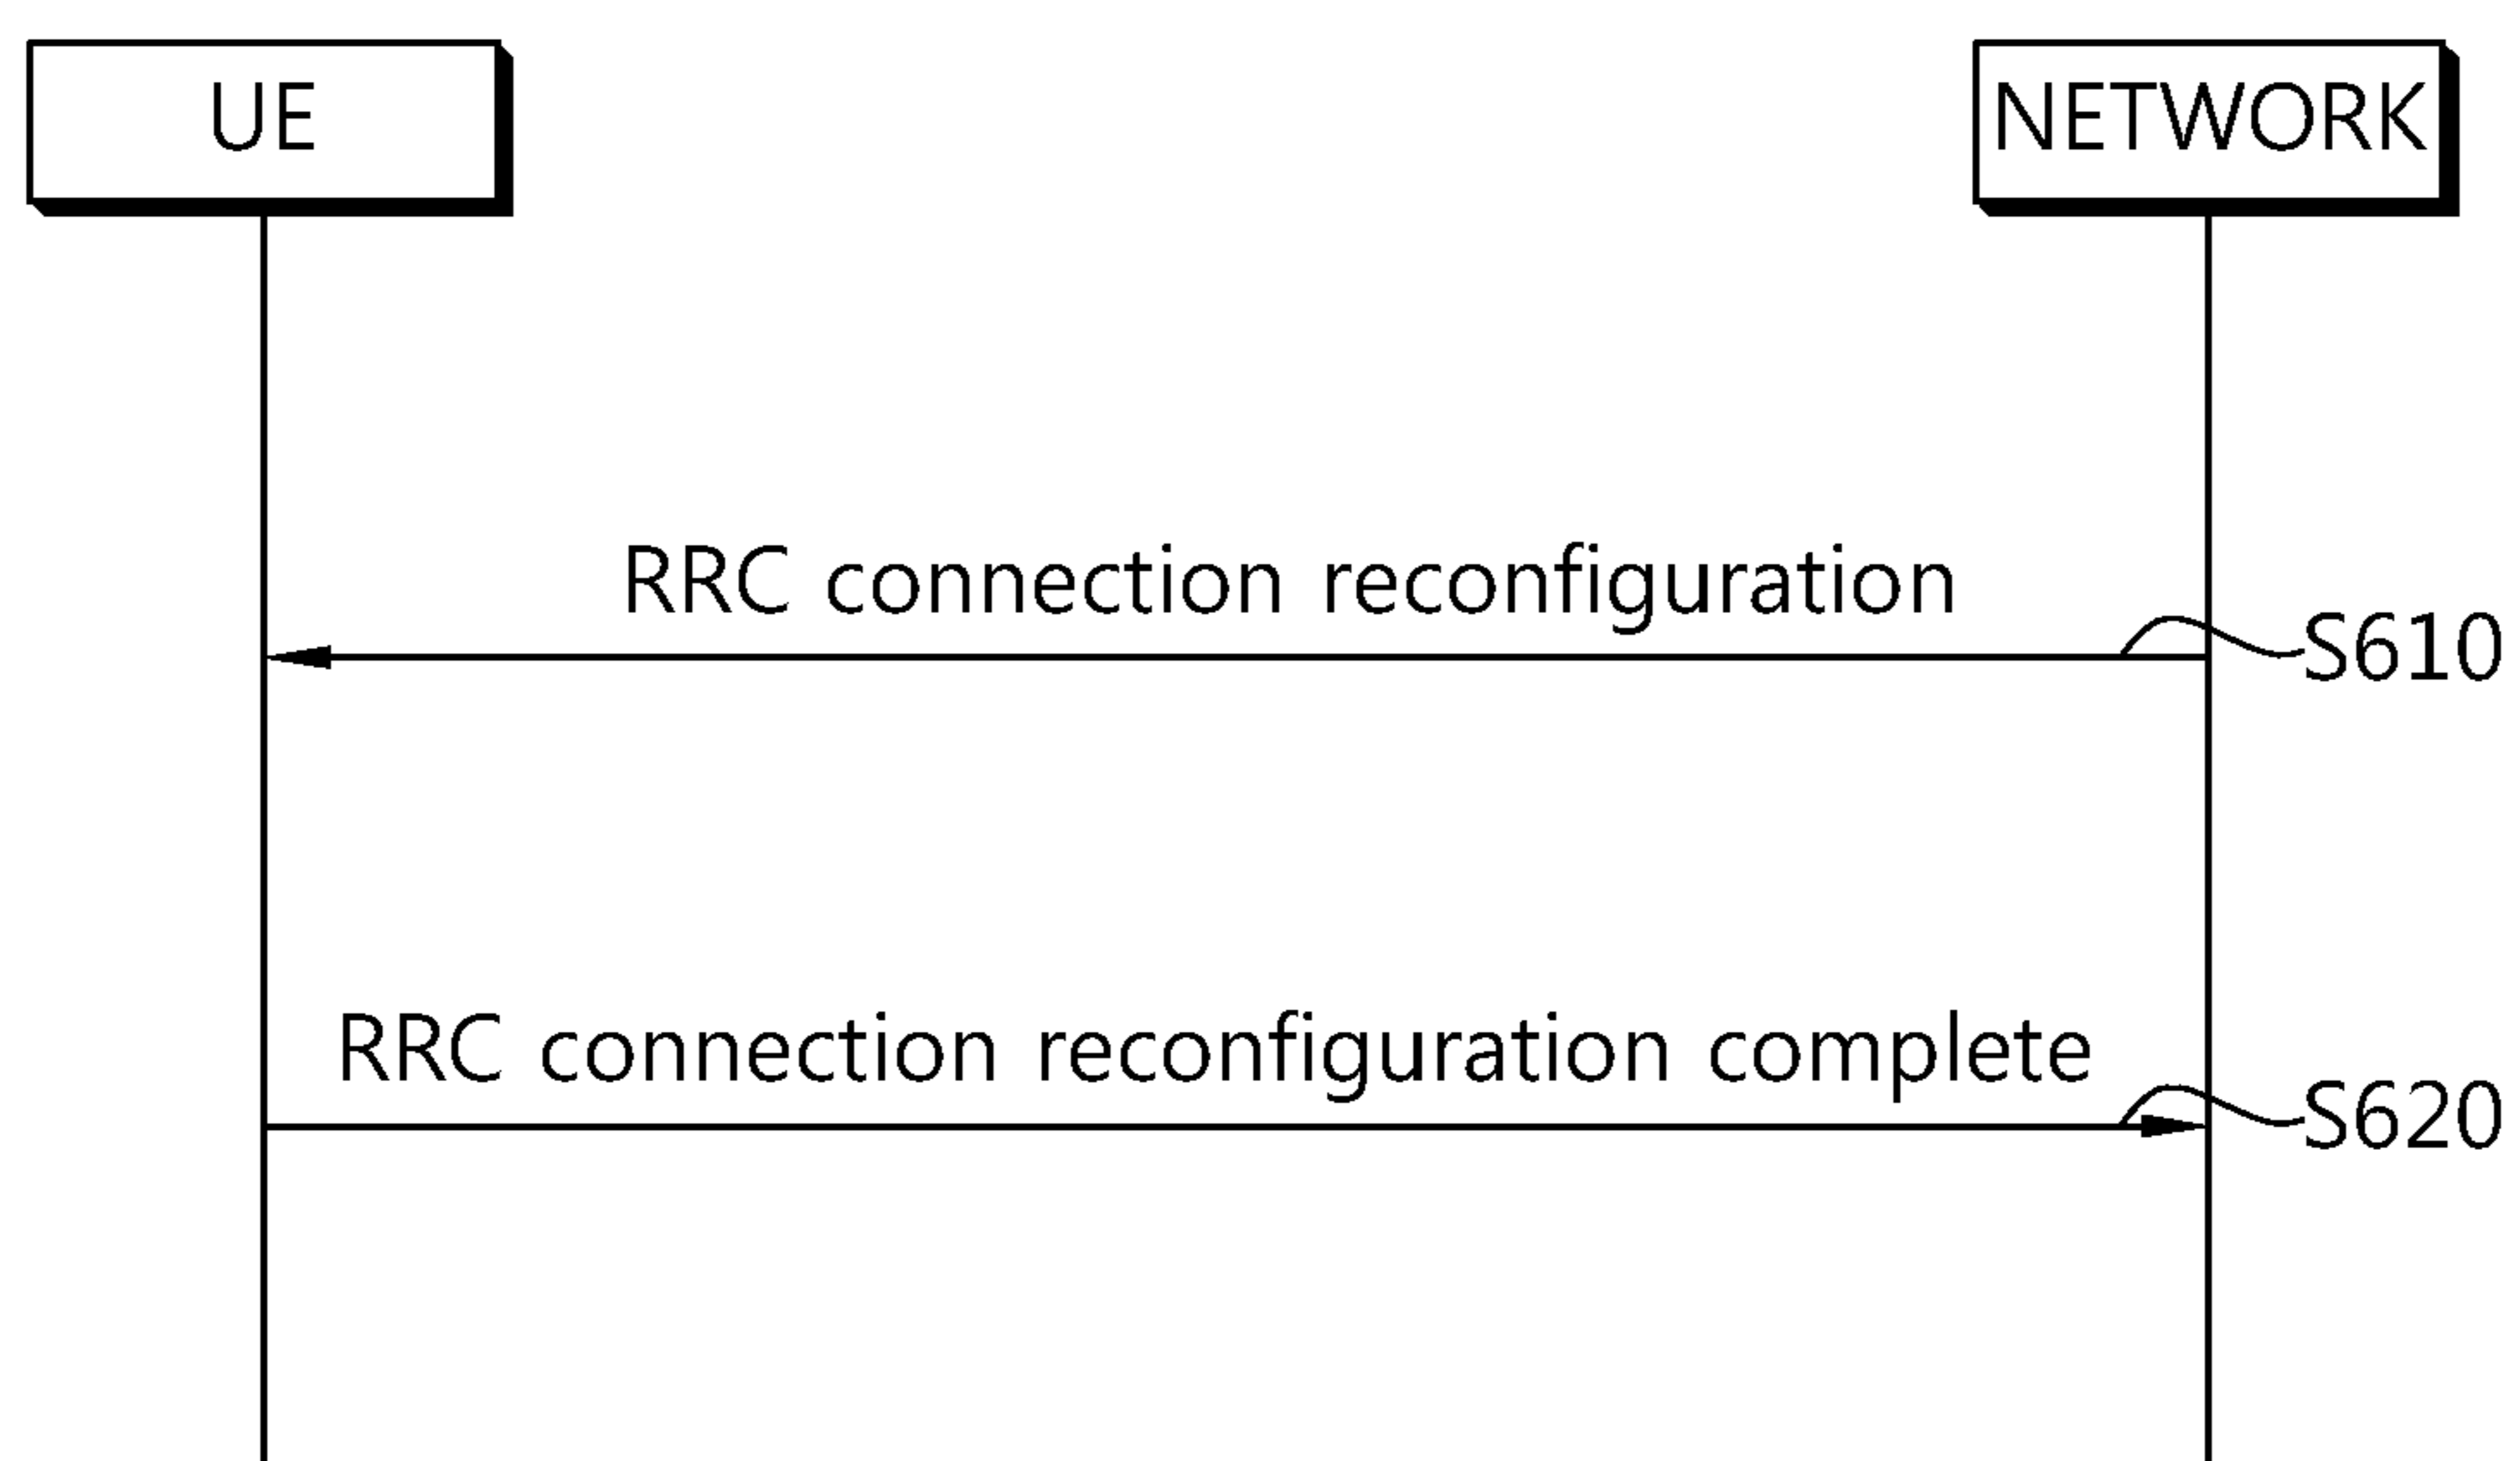 UE
NETWORK
RRC connection reconfiguration
S610
RRC connection reconfiguration complete
S620